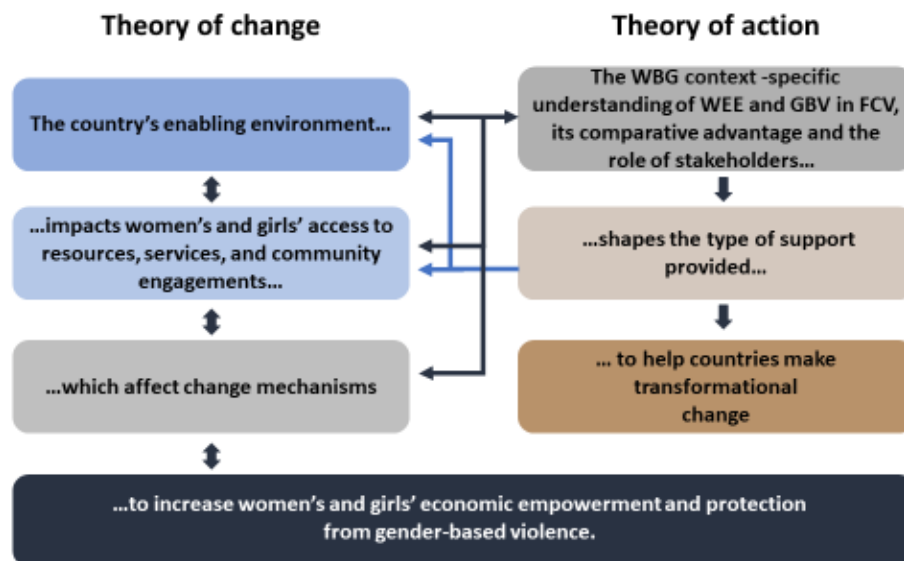 Theory of change
Theory of action
The country's enabling environment...
The WBG context -specific
understanding of WEE and GBV in FCV,
its comparative advantage and the
role of stakeholders...
...impacts women's and girls' access to
resources, services, and community
engagements...
...shapes the type of support
provided...
...which affect change mechanisms
... to help countries make
transformational
change
...to increase women's and girls' economic empowerment and protection
from gender-based violence.